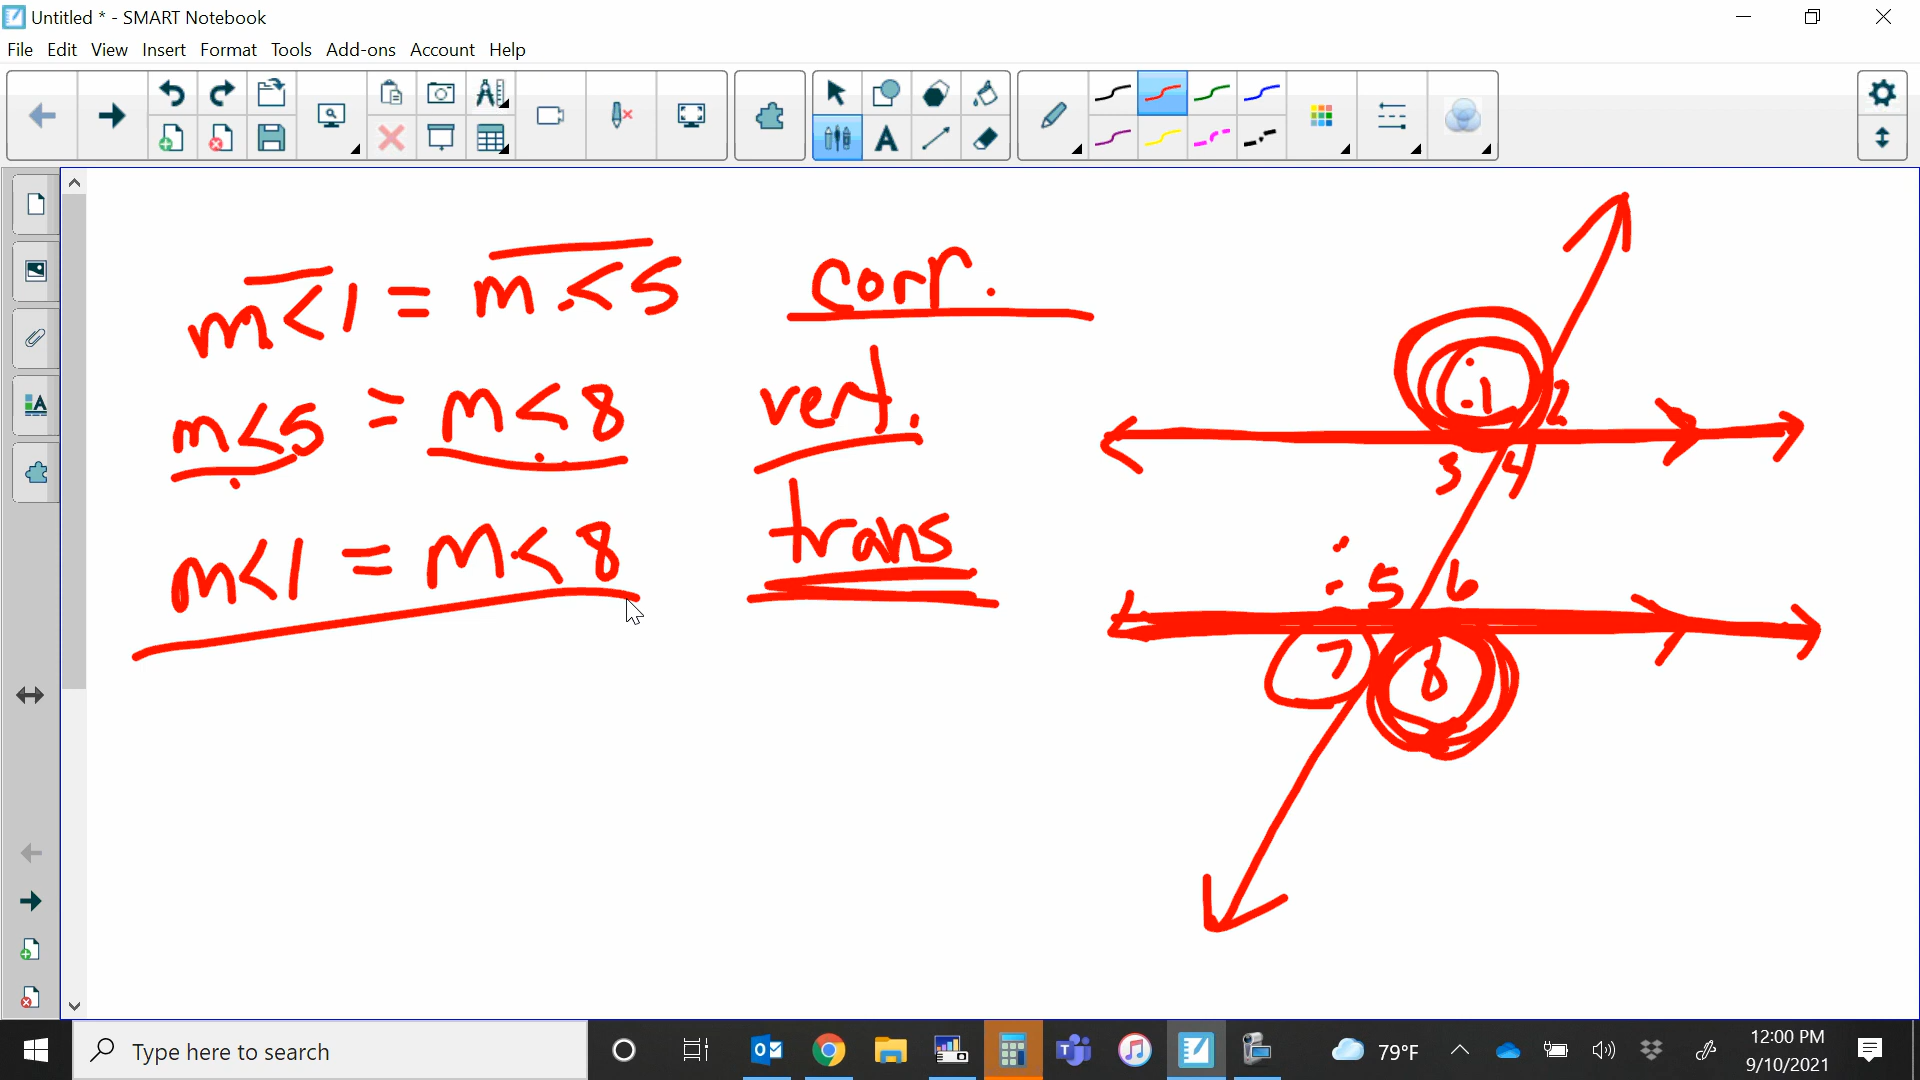 Untitled * - SMART Notebook
File Edit View Insert Format Tools Add-ons Account Help
m<1 = m<5 corr.
m<5 = m<8 vert.
m<1 = m<8 trans
1 2
3 4
5 6
7 8
Type here to search
79°F
12:00 PM
9/10/2021